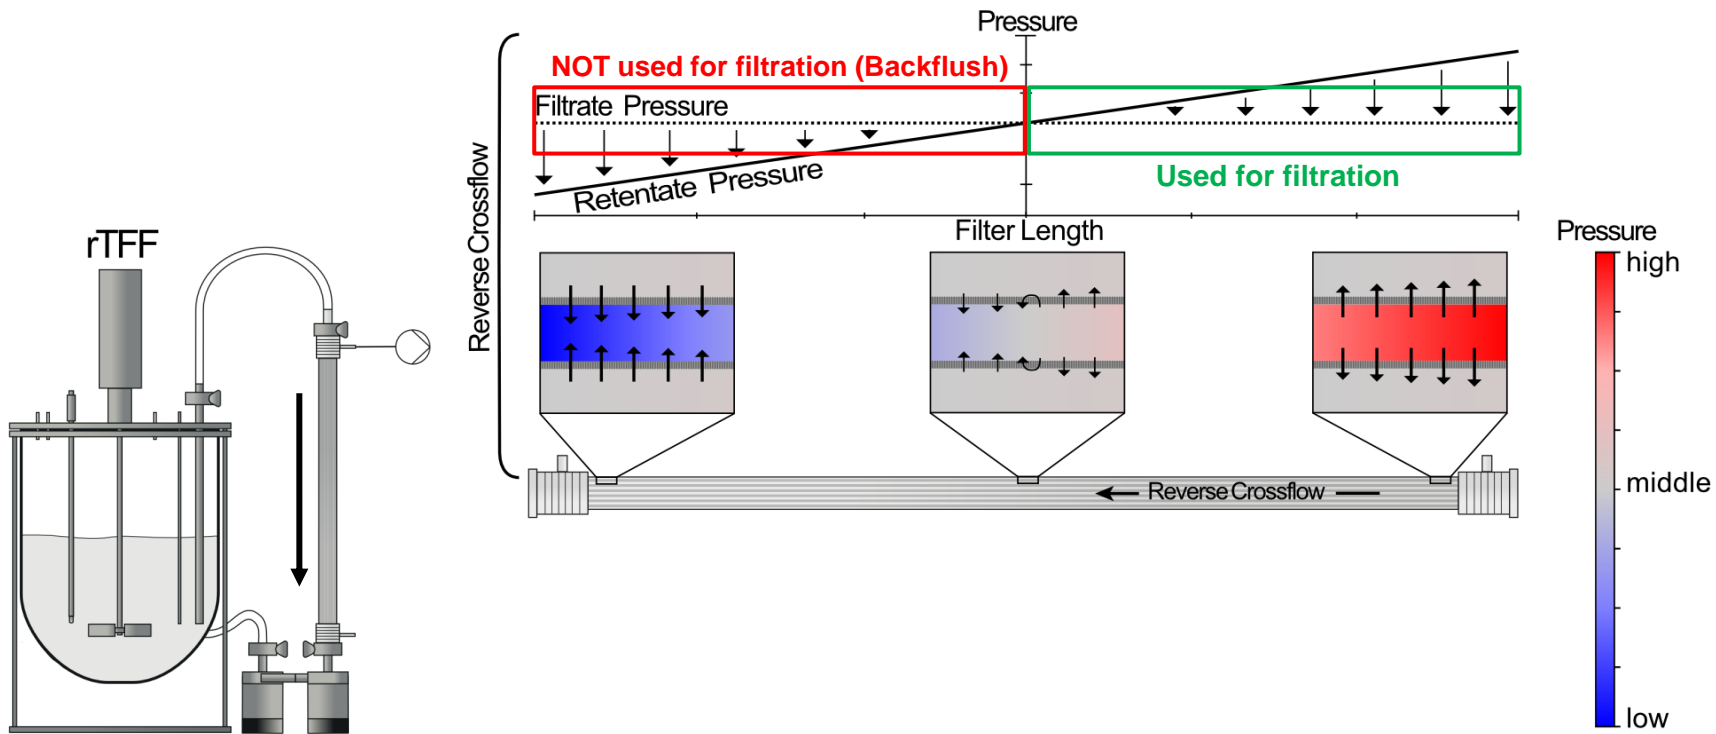 Pressure
NOT used for filtration (Backflush)
Filtrate Pressure
Retentate Pressure
Used for filtration
Reverse Crossflow
Filter Length
rTFF
Pressure
high
middle
low
Reverse Crossflow